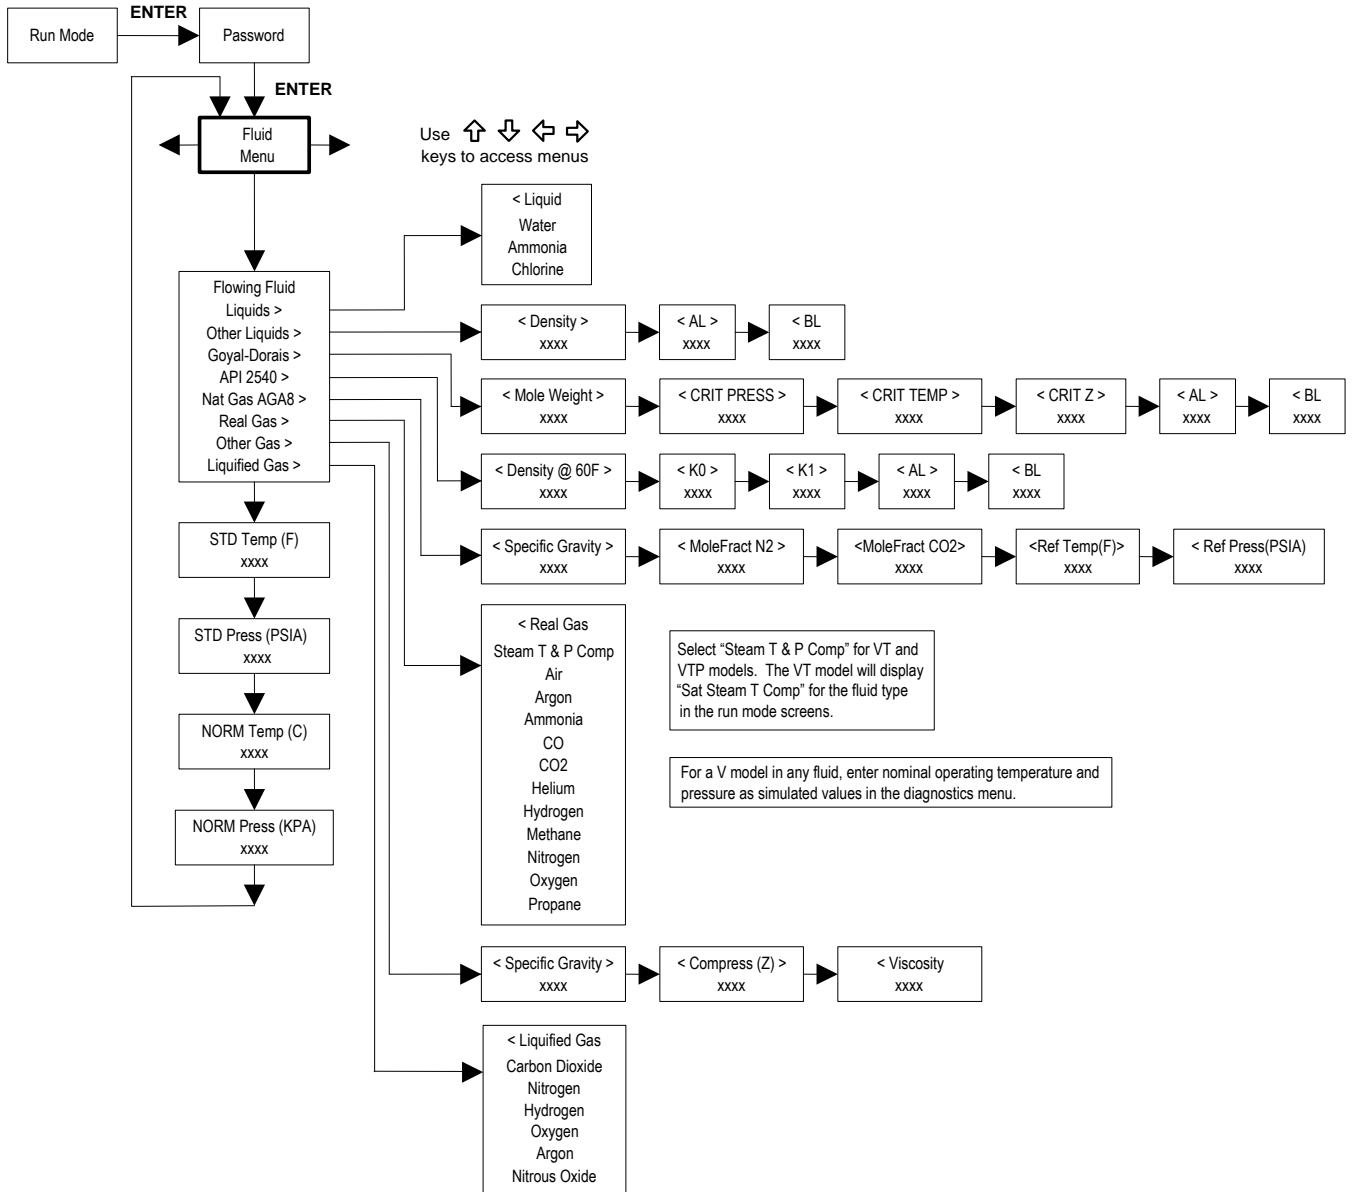 ENTER
Run Mode
Password
ENTER
Fluid
Menu
Use
keys to access menus
Flowing Fluid
Liquids >
Other Liquids >
Goyal-Dorais >
API 2540 >
Nat Gas AGA8 >
Real Gas >
Other Gas >
Liquified Gas >
STD Temp (F)
xxxx
STD Press (PSIA)
xxxx
NORM Temp (C)
xxxx
NORM Press (KPA)
xxxx
< Liquid
Water
Ammonia
Chlorine
< Density >
xxxx
< AL >
xxxx
< BL
xxxx
< Mole Weight >
xxxx
< CRIT PRESS >
xxxx
< CRIT TEMP >
xxxx
< CRIT Z >
xxxx
< AL >
xxxx
< BL
xxxx
< Density @ 60F >
xxxx
< K0 >
xxxx
< K1 >
xxxx
< AL >
xxxx
< BL
xxxx
< Specific Gravity >
xxxx
< MoleFract N2 >
xxxx
<MoleFract CO2>
xxxx
<Ref Temp(F)>
xxxx
< Ref Press(PSIA)
xxxx
< Real Gas
Steam T & P Comp
Air
Argon
Ammonia
CO
CO2
Helium
Hydrogen
Methane
Nitrogen
Oxygen
Propane
Select “Steam T & P Comp” for VT and
VTP models. The VT model will display
“Sat Steam T Comp” for the fluid type
in the run mode screens.
For a V model in any fluid, enter nominal operating temperature and
pressure as simulated values in the diagnostics menu.
< Specific Gravity >
xxxx
< Compress (Z) >
xxxx
< Viscosity
xxxx
< Liquified Gas
Carbon Dioxide
Nitrogen
Hydrogen
Oxygen
Argon
Nitrous Oxide